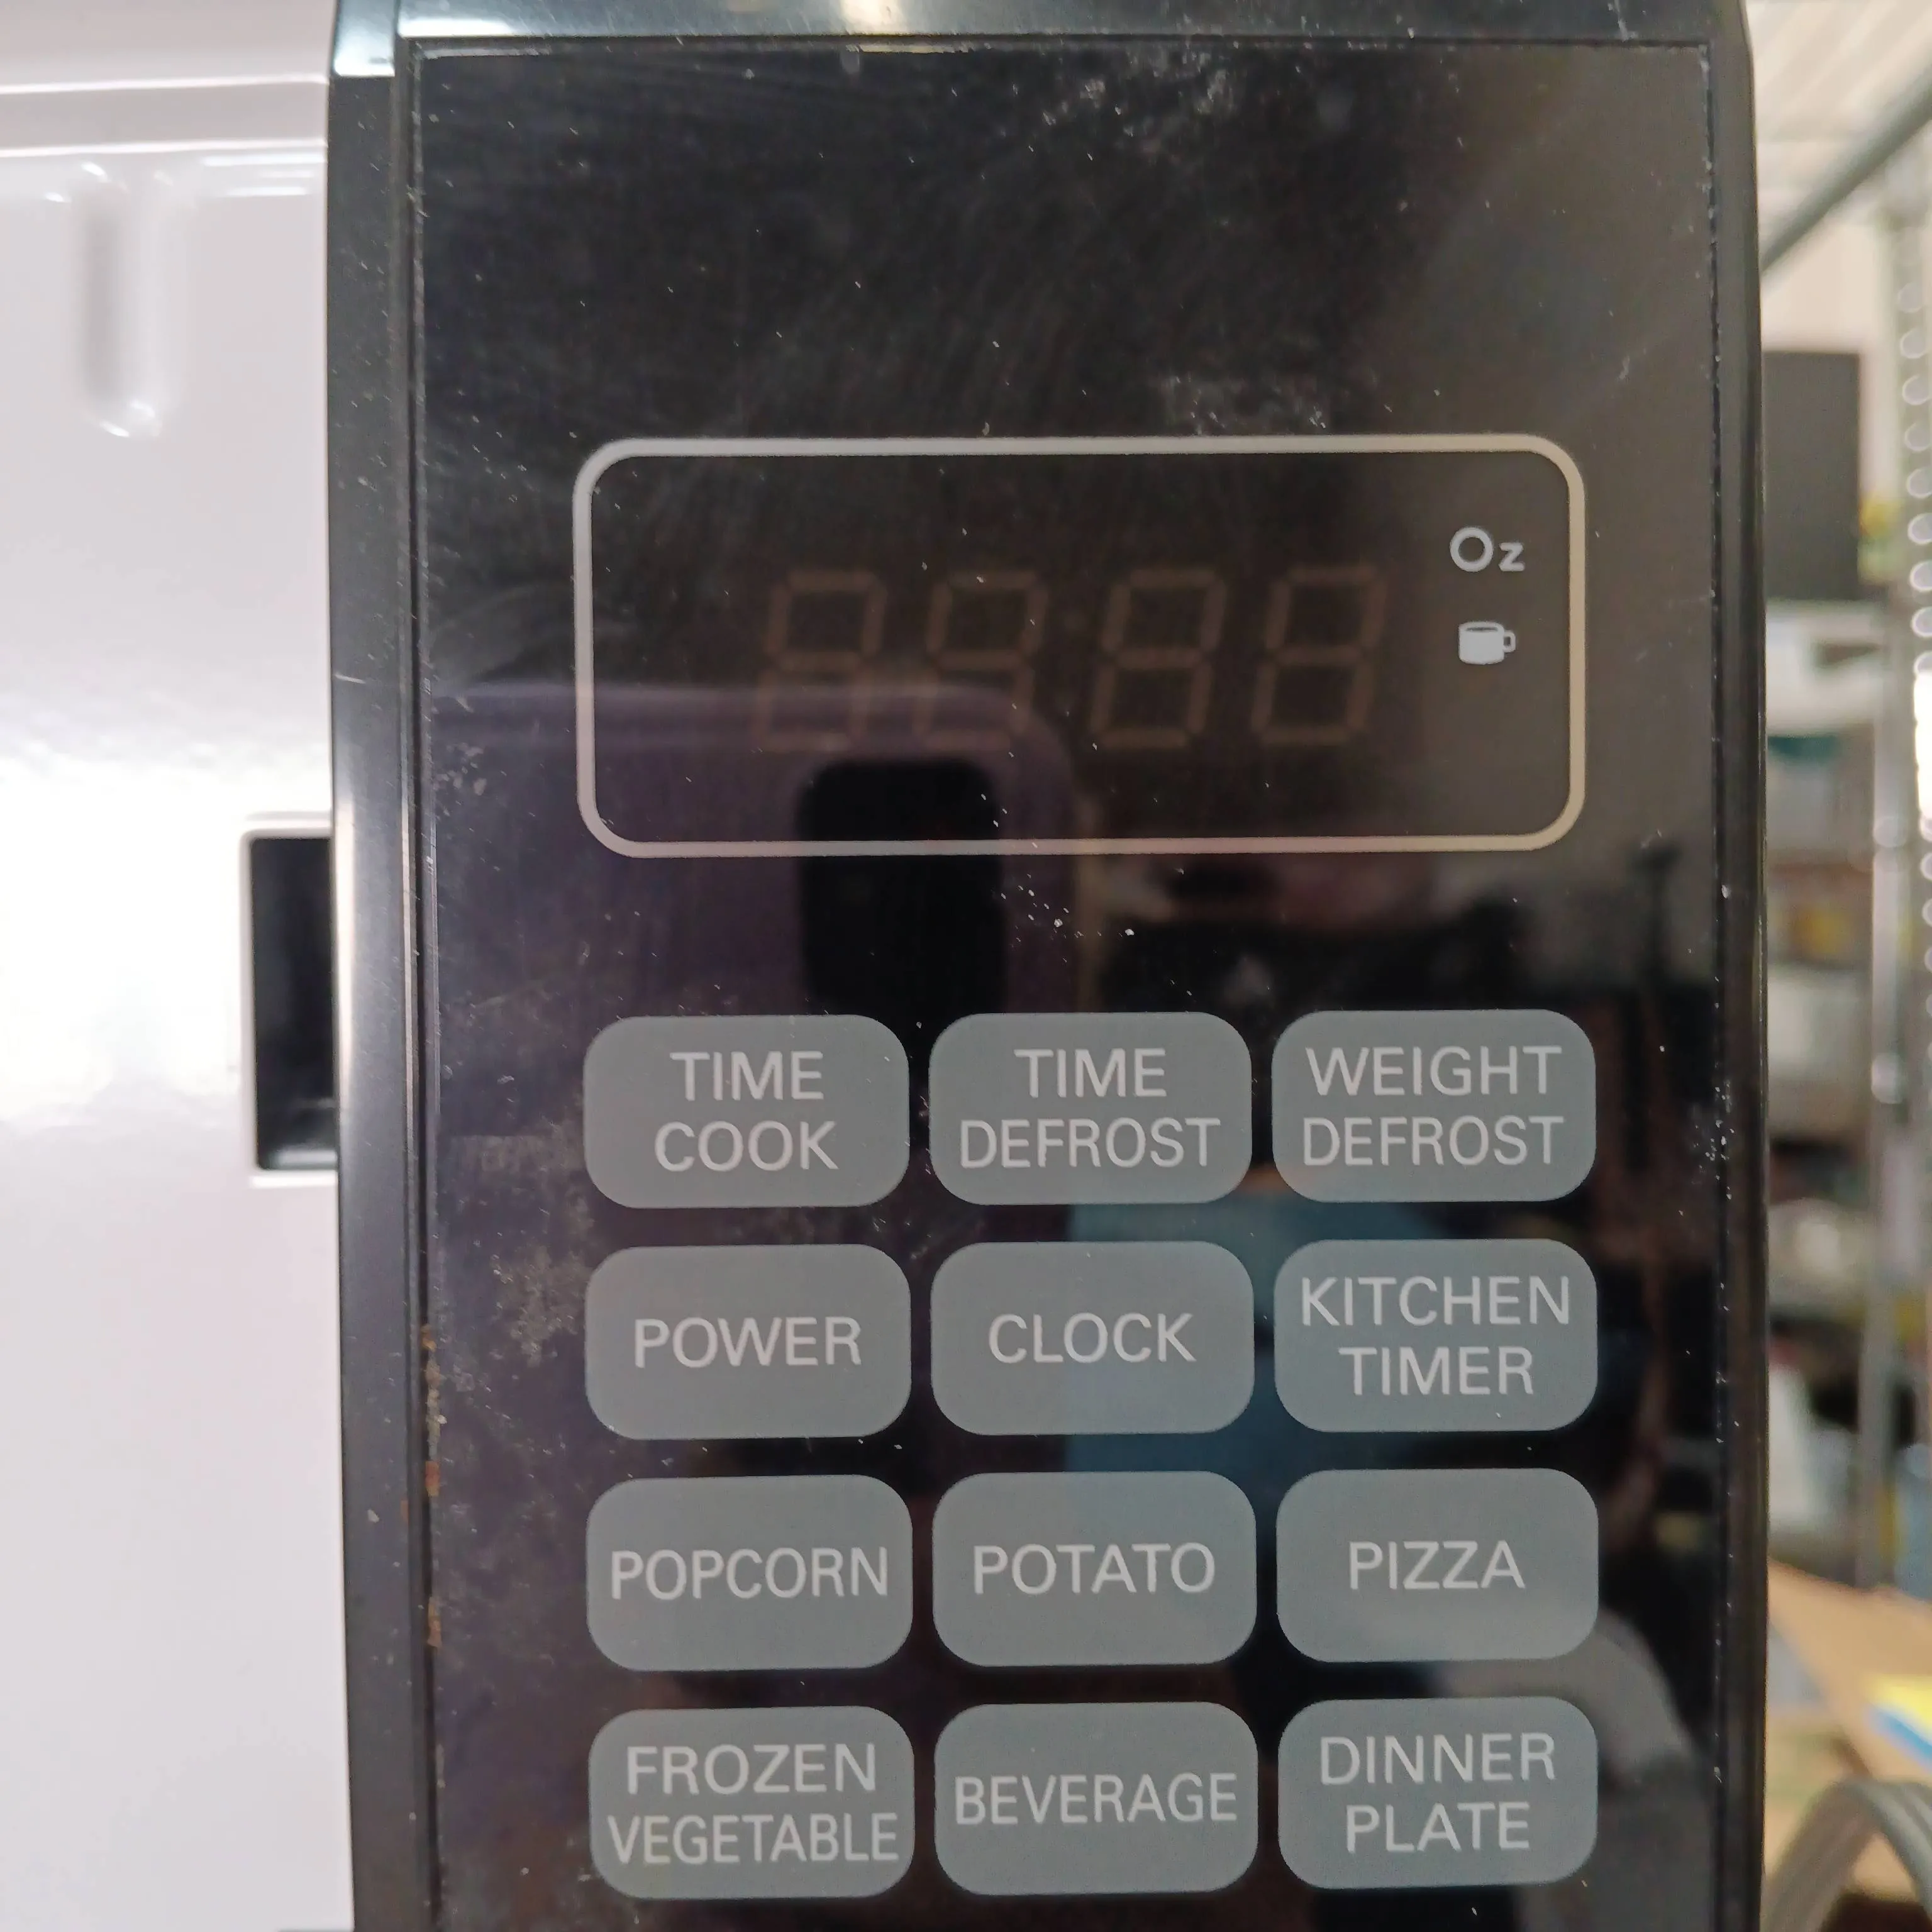 Oz
TIME
COOK
TIME
DEFROST
WEIGHT
DEFROST
POWER
CLOCK
KITCHEN
TIMER
POPCORN
POTATO
PIZZA
FROZEN
VEGETABLE
BEVERAGE
DINNER
PLATE